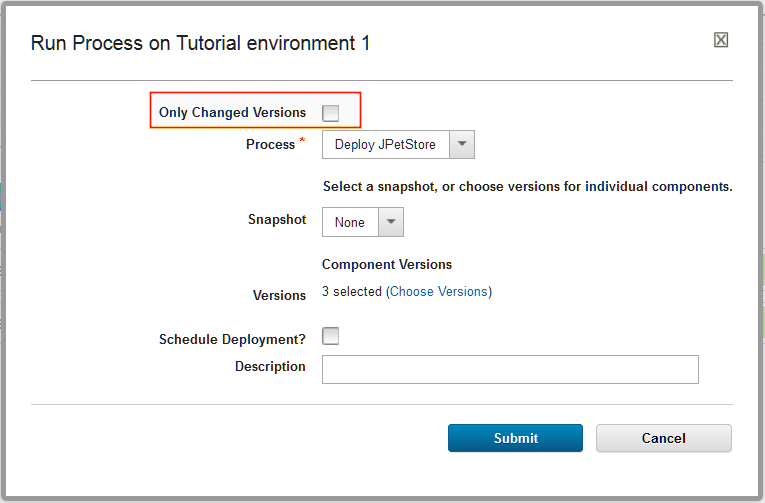 Run Process on Tutorial environment 1
Only Changed Versions
Process * Deploy JPetStore
Select a snapshot, or choose versions for individual components.
Snapshot None
Component Versions
Versions 3 selected (Choose Versions)
Schedule Deployment?
Description
Submit Cancel